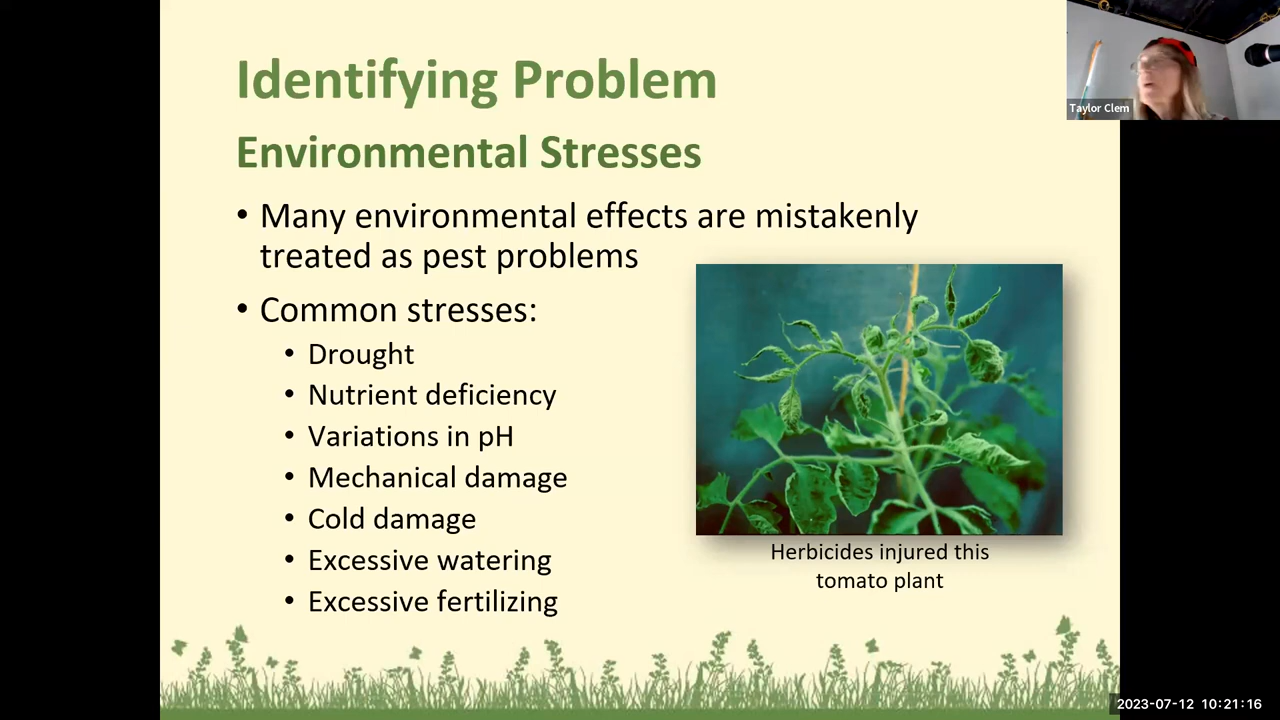 Identifying Problem
Environmental Stresses
• Many environmental effects are mistakenly
treated as pest problems
• Common stresses:
• Drought
• Nutrient deficiency
• Variations in pH
• Mechanical damage
• Cold damage
• Excessive watering
• Excessive fertilizing
Herbicides injured this
tomato plant
Taylor Clem
2023-07-12 10:21:16